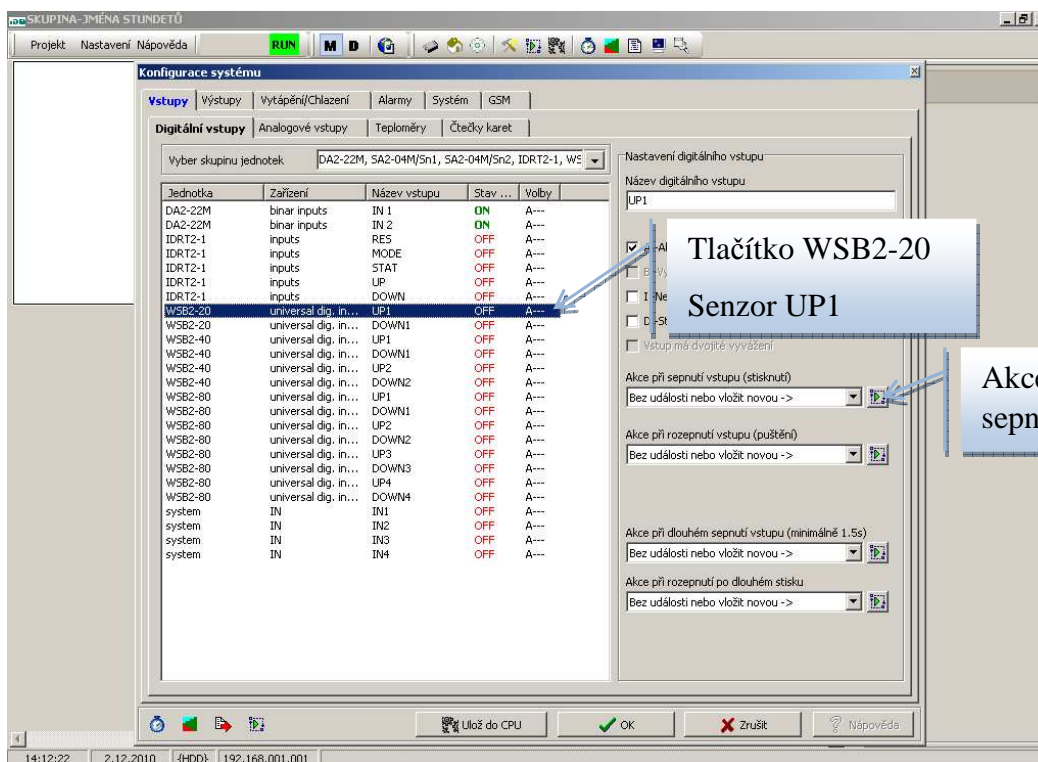 SKUPINA-JMÉNA STUNDETŮ
Projekt Nastavení Nápověda RUN M D
Konfigurace systému
Vstupy Výstupy Vytápění/Chlazení Alarmy Systém GSM
Digitální vstupy Analogové vstupy Teploměry Čtečky karet
Vyber skupinu jednotek DA2-22M, SA2-04M/Sn1, SA2-04M/Sn2, IDRT2-1, WS
Jednotka Zařízení Název vstupu Stav ... Volby
DA2-22M binar inputs IN 1 ON A---
DA2-22M binar inputs IN 2 ON A---
IDRT2-1 inputs RES OFF A---
IDRT2-1 inputs MODE OFF A---
IDRT2-1 inputs STAT OFF A---
IDRT2-1 inputs UP OFF A---
IDRT2-1 inputs DOWN OFF A---
WSB2-20 universal dig. in... UP1 OFF A---
WSB2-20 universal dig. in... DOWN1 OFF A---
WSB2-40 universal dig. in... UP1 OFF A---
WSB2-40 universal dig. in... DOWN1 OFF A---
WSB2-40 universal dig. in... UP2 OFF A---
WSB2-40 universal dig. in... DOWN2 OFF A---
WSB2-80 universal dig. in... UP1 OFF A---
WSB2-80 universal dig. in... DOWN1 OFF A---
WSB2-80 universal dig. in... UP2 OFF A---
WSB2-80 universal dig. in... DOWN2 OFF A---
WSB2-80 universal dig. in... UP3 OFF A---
WSB2-80 universal dig. in... DOWN3 OFF A---
WSB2-80 universal dig. in... UP4 OFF A---
WSB2-80 universal dig. in... DOWN4 OFF A---
system IN IN1 OFF A---
system IN IN2 OFF A---
system IN IN3 OFF A---
system IN IN4 OFF A---
Nastavení digitálního vstupu
Název digitálního vstupu
UP1
Tlačítko WSB2-20
Senzor UP1
Vstup má dvojité vyvážení
Akce při sepnutí vstupu (stisknutí)
Bez události nebo vložit novou ->
Akce
sepn
Akce při rozepnutí vstupu (puštění)
Bez události nebo vložit novou ->
Akce při dlouhém sepnutí vstupu (minimálně 1.5s)
Bez události nebo vložit novou ->
Akce při rozepnutí po dlouhém stisku
Bez události nebo vložit novou ->
Ulož do CPU OK Zrušit Nápověda
14:12:22 2.12.2010 {HDD} 192.168.001.001